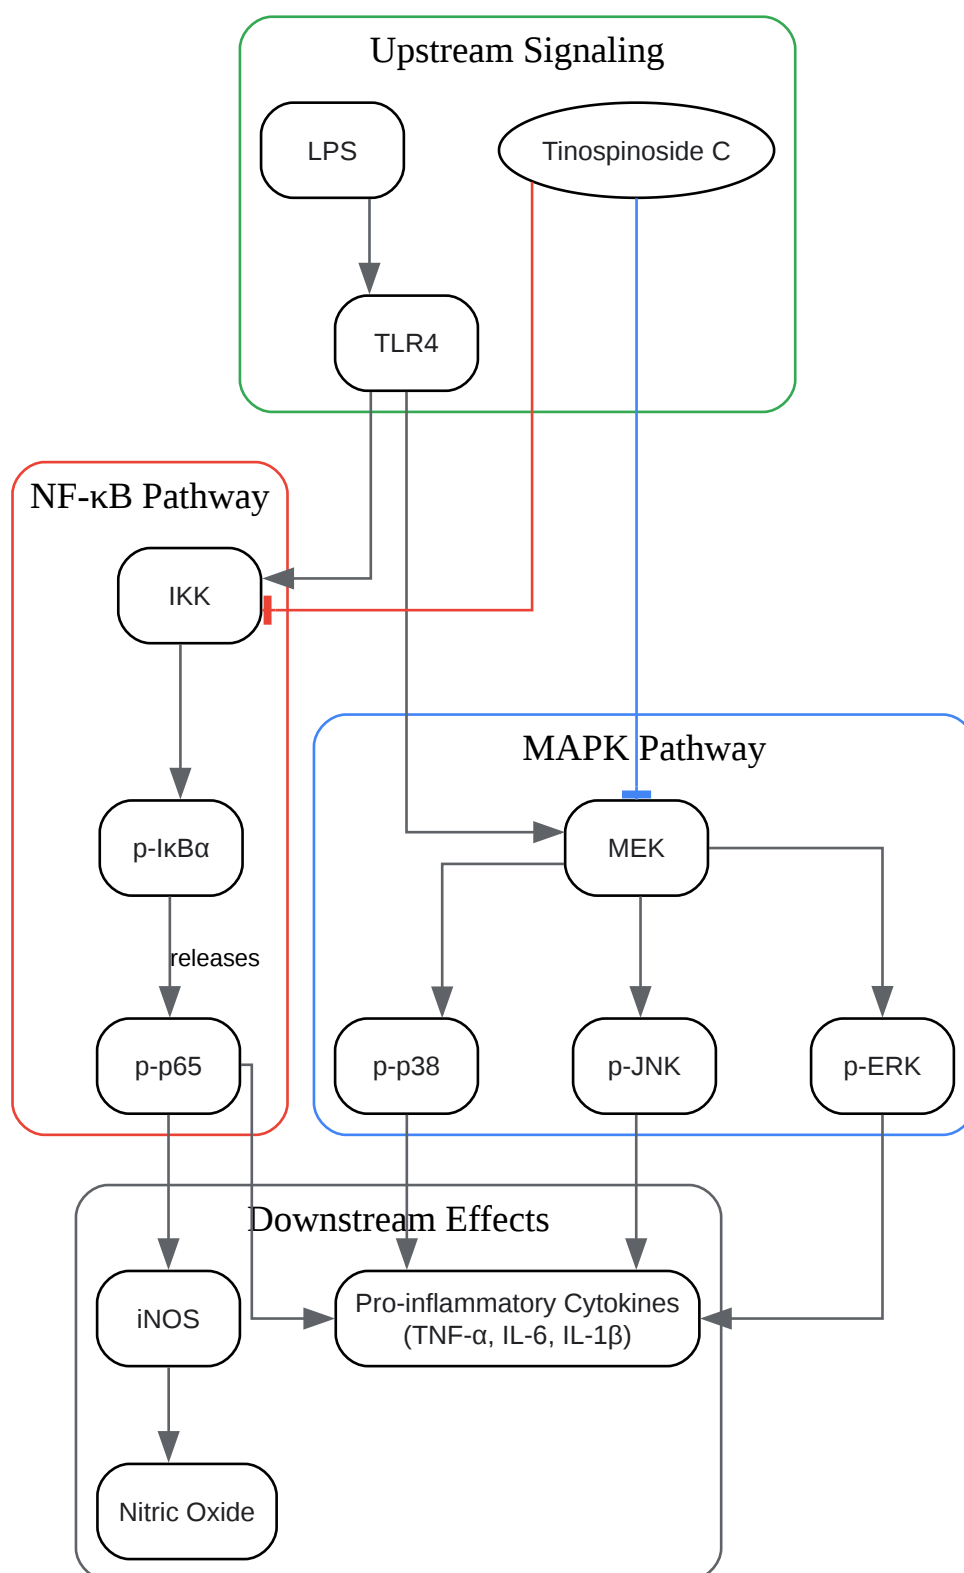 Upstream Signaling
LPS
Tinospinoside C
TLR4
NF-κB Pathway
IKK
MAPK Pathway
p-IκBα
MEK
releases
p-p65
p-p38
p-JNK
p-ERK
Downstream Effects
iNOS
Pro-inflammatory Cytokines
(TNF-α, IL-6, IL-1β)
Nitric Oxide